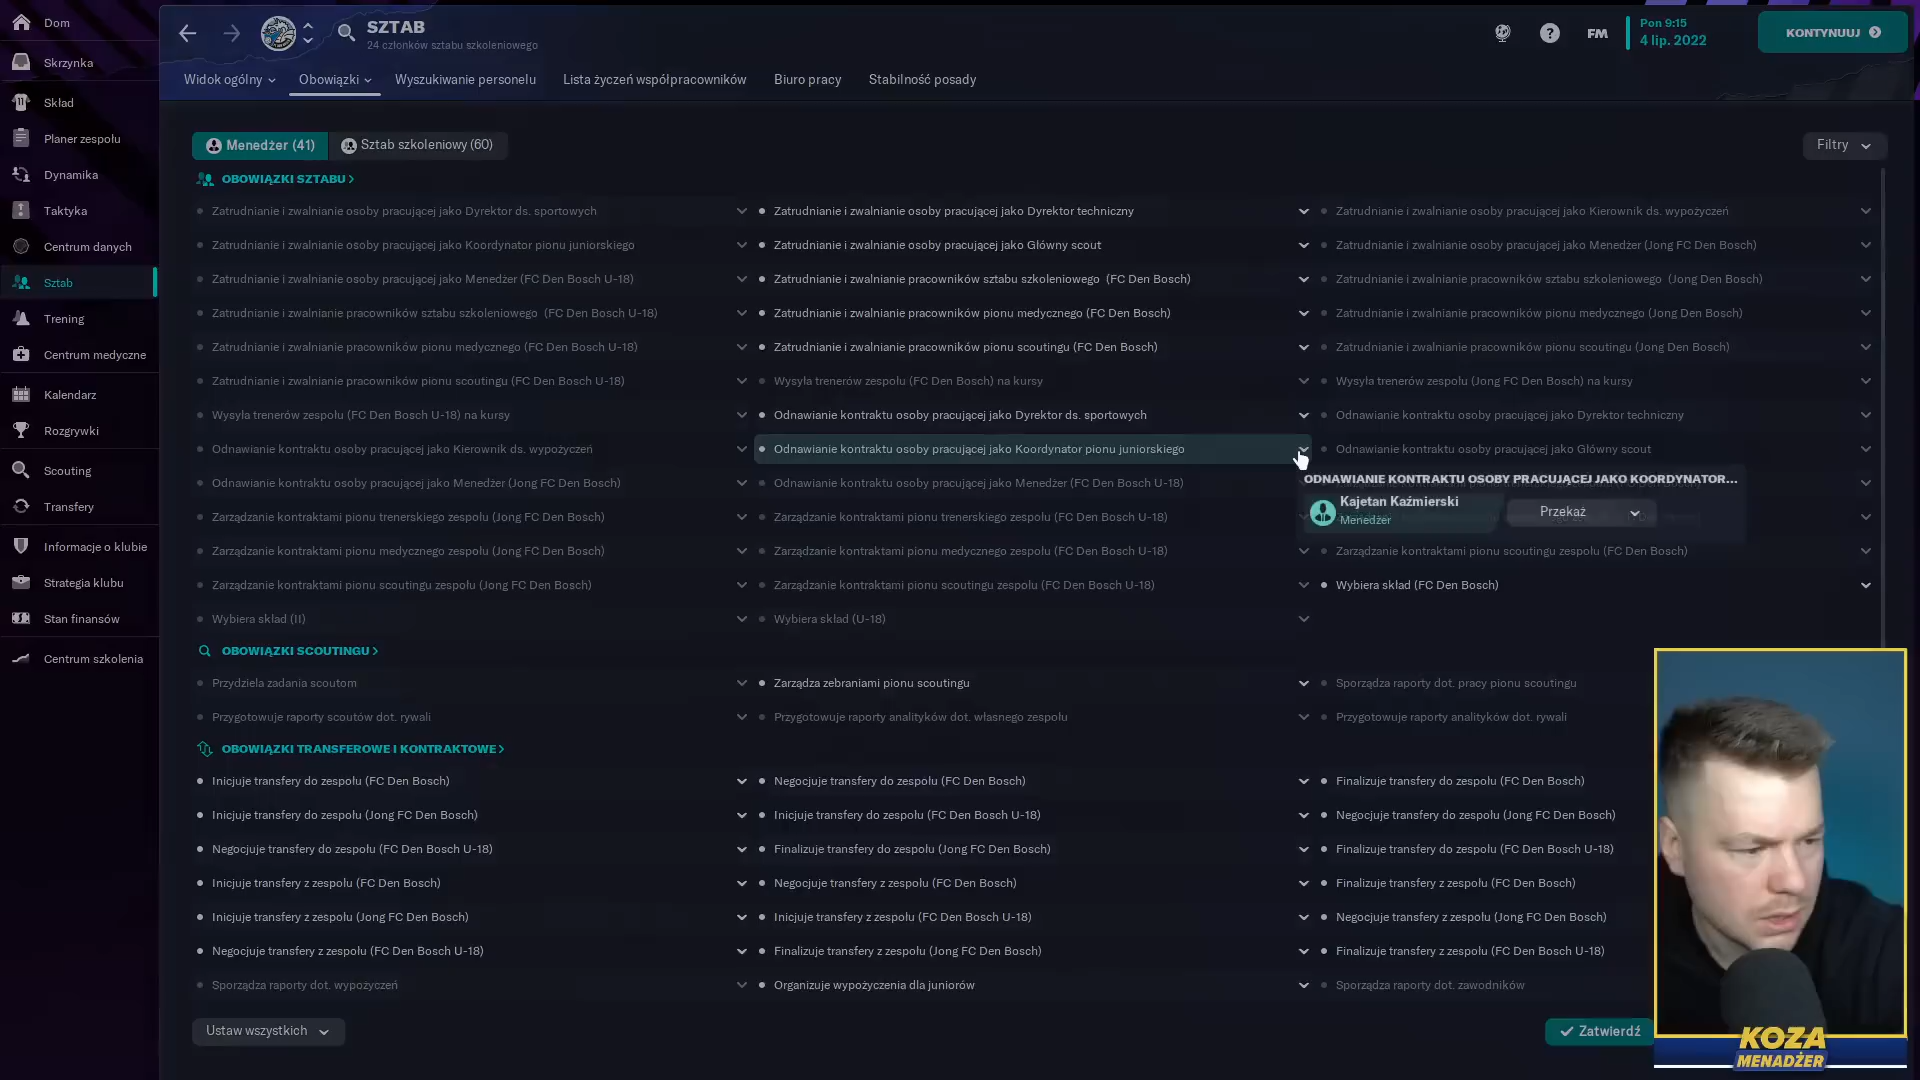 Dom
Skrzynka
Skład
Planer zespołu
Dynamika
Taktyka
Centrum danych
Sztab
Trening
Centrum medyczne
Kalendarz
Rozgrywki
Scouting
Transfery
Informacje o klubie
Strategia klubu
Stan finansów
Centrum szkolenia
SZTAB
24 członków sztabu szkoleniowego
FM
Pon 9:15
4 lip. 2022
KONTYNUUJ
Widok ogólny
Obowiązki
Wyszukiwanie personelu
Lista życzeń współpracowników
Biuro pracy
Stabilność posady
Menedżer (41)
Sztab szkoleniowy (60)
Filtry
OBOWIĄZKI SZTABU >
Zatrudnianie i zwalnianie osoby pracującej jako Dyrektor ds. sportowych
Zatrudnianie i zwalnianie osoby pracującej jako Dyrektor techniczny
Zatrudnianie i zwalnianie osoby pracującej jako Kierownik ds. wypożyczeń
Zatrudnianie i zwalnianie osoby pracującej jako Koordynator pionu juniorskiego
Zatrudnianie i zwalnianie osoby pracującej jako Główny scout
Zatrudnianie i zwalnianie osoby pracującej jako Menedżer (Jong FC Den Bosch)
Zatrudnianie i zwalnianie osoby pracującej jako Menedżer (FC Den Bosch U-18)
Zatrudnianie i zwalnianie pracowników sztabu szkoleniowego (FC Den Bosch)
Zatrudnianie i zwalnianie pracowników sztabu szkoleniowego (Jong Den Bosch)
Zatrudnianie i zwalnianie pracowników sztabu szkoleniowego (FC Den Bosch U-18)
Zatrudnianie i zwalnianie pracowników pionu medycznego (FC Den Bosch)
Zatrudnianie i zwalnianie pracowników pionu medycznego (Jong Den Bosch)
Zatrudnianie i zwalnianie pracowników pionu medycznego (FC Den Bosch U-18)
Zatrudnianie i zwalnianie pracowników pionu scoutingu (FC Den Bosch)
Zatrudnianie i zwalnianie pracowników pionu scoutingu (Jong Den Bosch)
Zatrudnianie i zwalnianie pracowników pionu scoutingu (FC Den Bosch U-18)
Wysyła trenerów zespołu (FC Den Bosch) na kursy
Wysyła trenerów zespołu (Jong FC Den Bosch) na kursy
Wysyła trenerów zespołu (FC Den Bosch U-18) na kursy
Odnawianie kontraktu osoby pracującej jako Dyrektor ds. sportowych
Odnawianie kontraktu osoby pracującej jako Dyrektor techniczny
Odnawianie kontraktu osoby pracującej jako Kierownik ds. wypożyczeń
Odnawianie kontraktu osoby pracującej jako Koordynator pionu juniorskiego
Odnawianie kontraktu osoby pracującej jako Główny scout
Odnawianie kontraktu osoby pracującej jako Menedżer (Jong FC Den Bosch)
Odnawianie kontraktu osoby pracującej jako Menedżer (FC Den Bosch U-18)
ODNAWIANIE KONTRAKTU OSOBY PRACUJĄCEJ JAKO KOORDYNATOR...
Kajetan Kaźmierski
Menedżer
Przekaż
Zarządzanie kontraktami pionu trenerskiego zespołu (Jong FC Den Bosch)
Zarządzanie kontraktami pionu trenerskiego zespołu (FC Den Bosch U-18)
Zarządzanie kontraktami pionu medycznego zespołu (Jong FC Den Bosch)
Zarządzanie kontraktami pionu medycznego zespołu (FC Den Bosch U-18)
Zarządzanie kontraktami pionu scoutingu zespołu (FC Den Bosch)
Zarządzanie kontraktami pionu scoutingu zespołu (Jong FC Den Bosch)
Zarządzanie kontraktami pionu scoutingu zespołu (FC Den Bosch U-18)
Wybiera skład (FC Den Bosch)
Wybiera skład (II)
Wybiera skład (U-18)
OBOWIĄZKI SCOUTINGU >
Przydziela zadania scoutom
Zarządza zebraniami pionu scoutingu
Sporządza raporty dot. pracy pionu scoutingu
Przygotowuje raporty scoutów dot. rywali
Przygotowuje raporty analityków dot. własnego zespołu
Przygotowuje raporty analityków dot. rywali
OBOWIĄZKI TRANSFEROWE I KONTRAKTOWE >
Inicjuje transfery do zespołu (FC Den Bosch)
Negocjuje transfery do zespołu (FC Den Bosch)
Finalizuje transfery do zespołu (FC Den Bosch)
Inicjuje transfery do zespołu (Jong FC Den Bosch)
Inicjuje transfery do zespołu (FC Den Bosch U-18)
Negocjuje transfery do zespołu (Jong FC Den Bosch)
Negocjuje transfery do zespołu (FC Den Bosch U-18)
Finalizuje transfery do zespołu (Jong FC Den Bosch)
Finalizuje transfery do zespołu (FC Den Bosch U-18)
Inicjuje transfery z zespołu (FC Den Bosch)
Negocjuje transfery z zespołu (FC Den Bosch)
Finalizuje transfery z zespołu (FC Den Bosch)
Inicjuje transfery z zespołu (Jong FC Den Bosch)
Inicjuje transfery z zespołu (FC Den Bosch U-18)
Negocjuje transfery z zespołu (Jong FC Den Bosch)
Negocjuje transfery z zespołu (FC Den Bosch U-18)
Finalizuje transfery z zespołu (Jong FC Den Bosch)
Finalizuje transfery z zespołu (FC Den Bosch U-18)
Sporządza raporty dot. wypożyczeń
Organizuje wypożyczenia dla juniorów
Sporządza raporty dot. zawodników
Ustaw wszystkich
Zatwierdź
KOZA
MENADŻER